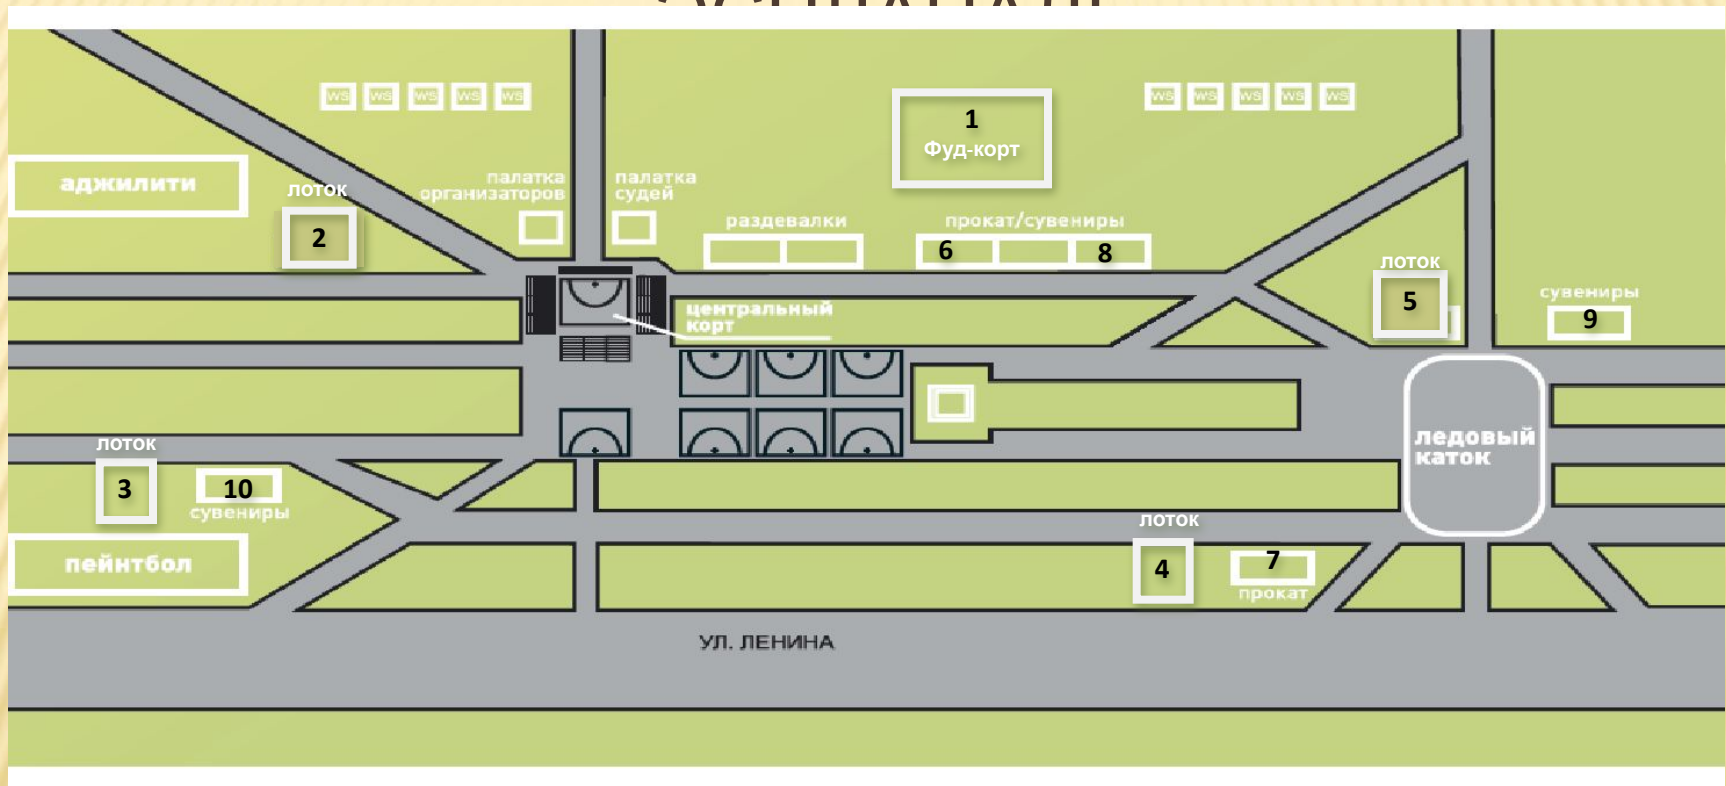 WS WS WS WS WS
WS WS WS WS WS
1
Фуд-корт
аджилити
лоток
2
палатка
организаторов
палатка
судей
раздевалки
прокат/сувениры
6
8
лоток
5
сувениры
9
центральный
корт
лоток
3
10
сувениры
ледовый
каток
лоток
4
7
прокат
пейнтбол
УЛ. ЛЕНИНА